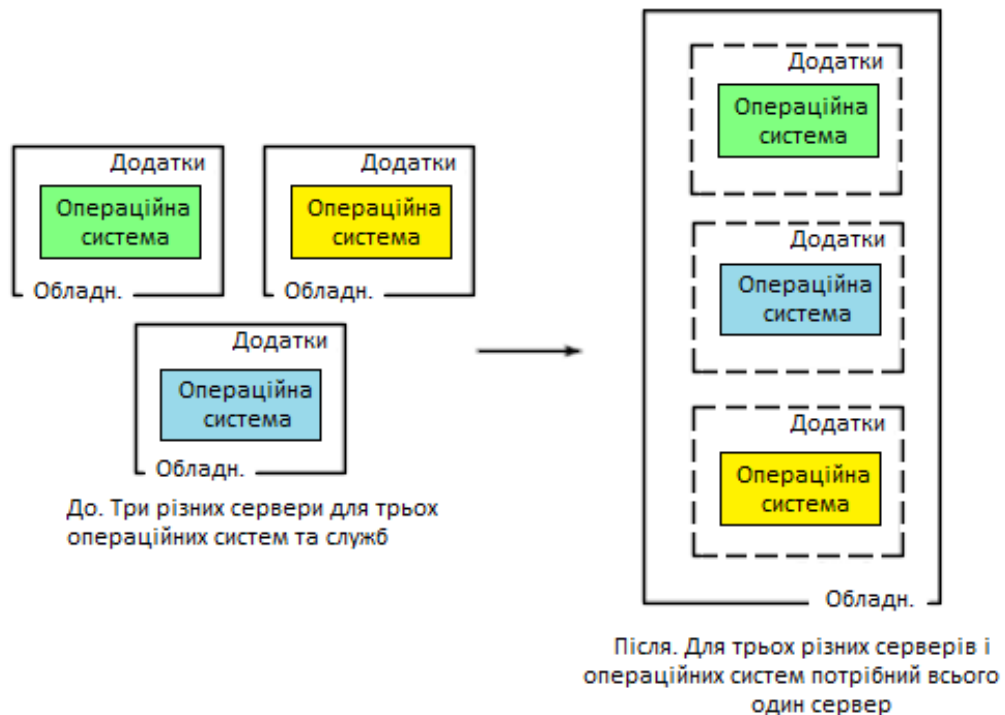 Додатки
Операційна
система
Обладн.
Додатки
Операційна
система
Обладн.
Додатки
Операційна
система
Обладн.
До. Три різних сервери для трьох
операційних систем та служб
Додатки
Операційна
система
Додатки
Операційна
система
Додатки
Операційна
система
Обладн.
Після. Для трьох різних серверів і
операційних систем потрібний всього
один сервер